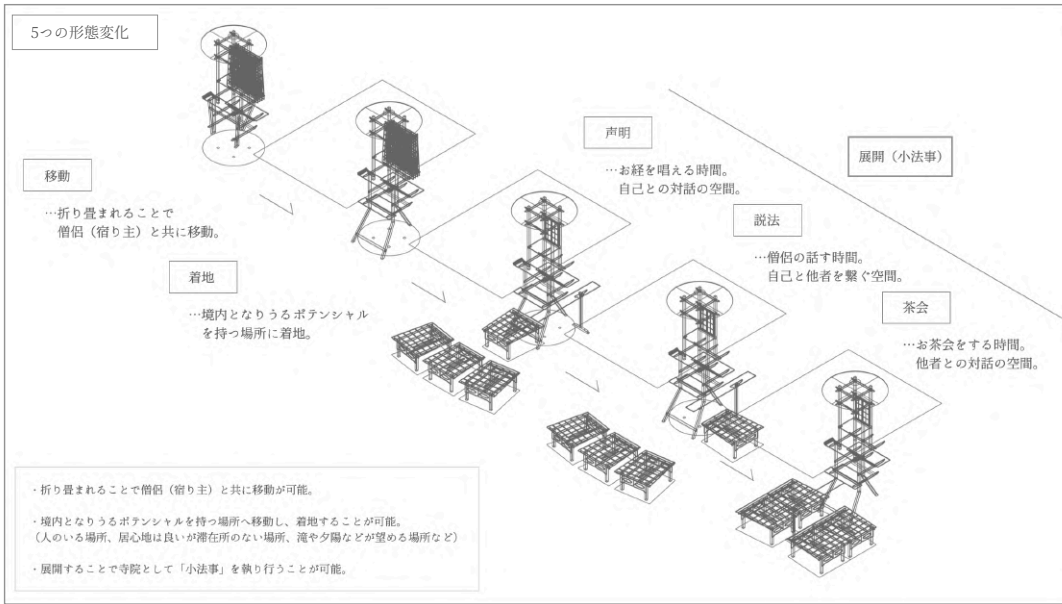 5つの形態変化
移動
…折り畳まれることで
僧侶（宿り主）と共に移動。
着地
…境内となりうるポテンシャル
を持つ場所に着地。
声明
…お経を唱える時間。
自己との対話の空間。
展開（小法事）
説法
…僧侶の話す時間。
自己と他者を繋ぐ空間。
茶会
…お茶会をする時間。
他者との対話の空間。
・折り畳まれることで僧侶（宿り主）と共に移動が可能。
・境内となりうるポテンシャルを持つ場所へ移動し、着地することが可能。
（人のいる場所、居心地は良いが滞在所のない場所、滝や夕陽などが望める場所など）
・展開することで寺院として「小法事」を執り行うことが可能。